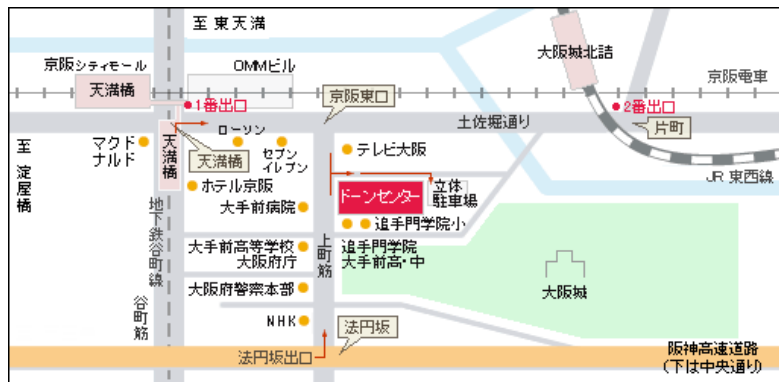 至 東天満
京阪シティモール
OMMビル
大阪城北詰
天満橋
1番出口
京阪東口
京阪電車
2番出口
土佐堀通り
片町
至
淀
屋
橋
マクド
ナルド
天満橋
天満橋
ローソン
セブン
イレブン
テレビ大阪
JR 東西線
ホテル京阪
ドーンセンター
立体
駐車場
大手前病院
追手門学院小
地下鉄谷町線
上町筋
大手前高等学校
大阪府庁
追手門学院
大手前高・中
大阪府警察本部
大阪城
谷町筋
NHK
法円坂
法円坂出口
阪神高速道路
(下は中央通り)